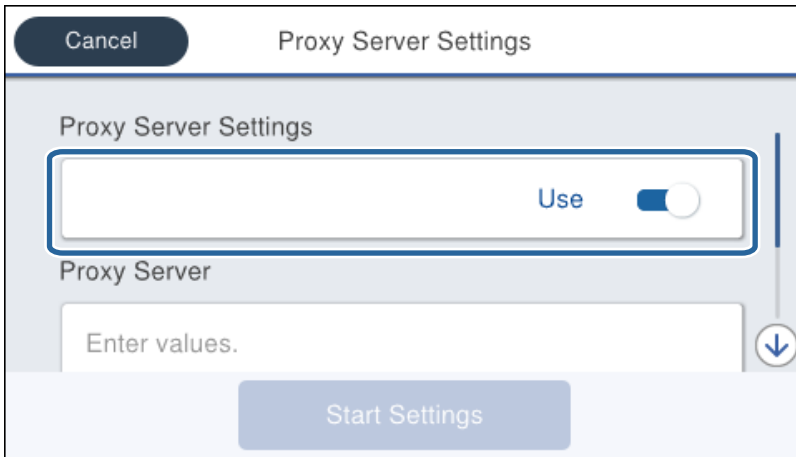 Cancel Proxy Server Settings
Proxy Server Settings
Use
Proxy Server
Enter values.
Start Settings